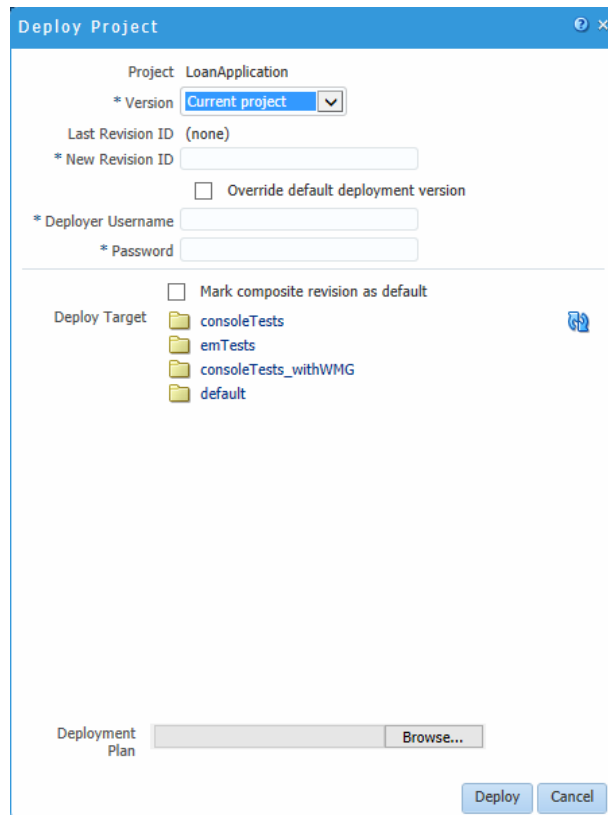 Deploy Project
Project LoanApplication
* Version Current project
Last Revision ID (none)
* New Revision ID
Override default deployment version
* Deployer Username
* Password
Mark composite revision as default
Deploy Target consoleTests
emTests
consoleTests_withWMG
default
Deployment Browse...
Plan
Deploy Cancel